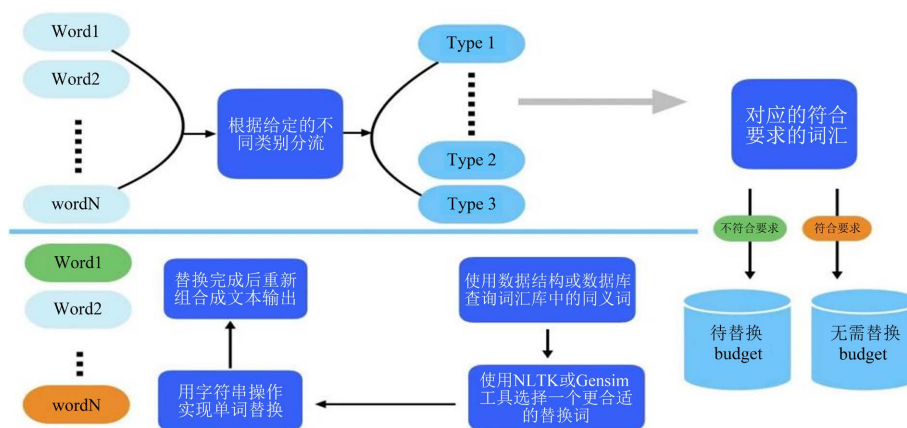 Word1
Word2
wordN
根据给定的不
同类别分流
Type 1
Type 2
Type 3
对应的符合
要求的词汇
不符合要求
符合要求
待替换
budget
无需替换
budget
Word1
Word2
wordN
替换完成后重新
组合成文本输出
用字符串操作
实现单词替换
使用数据结构或数据库
查询词汇库中的同义词
使用NLTK或Gensim
工具选择一个更合适
的替换词